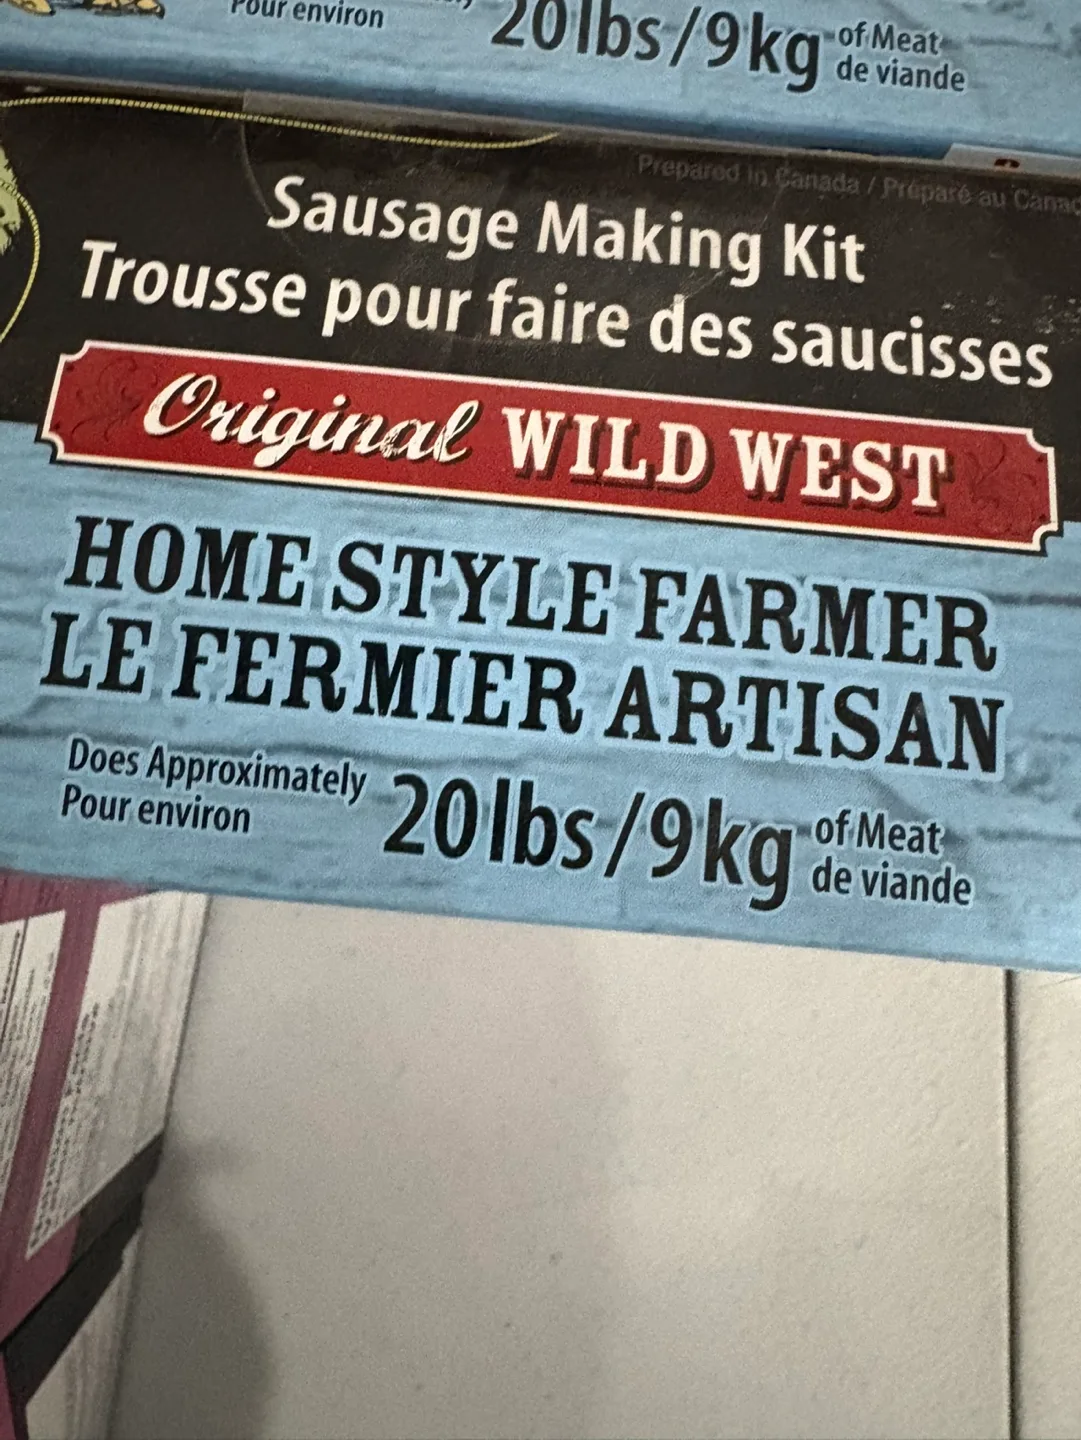 Pour environ
20lbs/9kg of Meat
de viande
Prepared in Canada / Préparé au
Sausage Making Kit
Trousse pour faire des saucisses
Original WILD WEST
HOME STYLE FARMER
LE FERMIER ARTISAN
Does Approximately
Pour environ
20lbs/9kg
of Meat
de viande